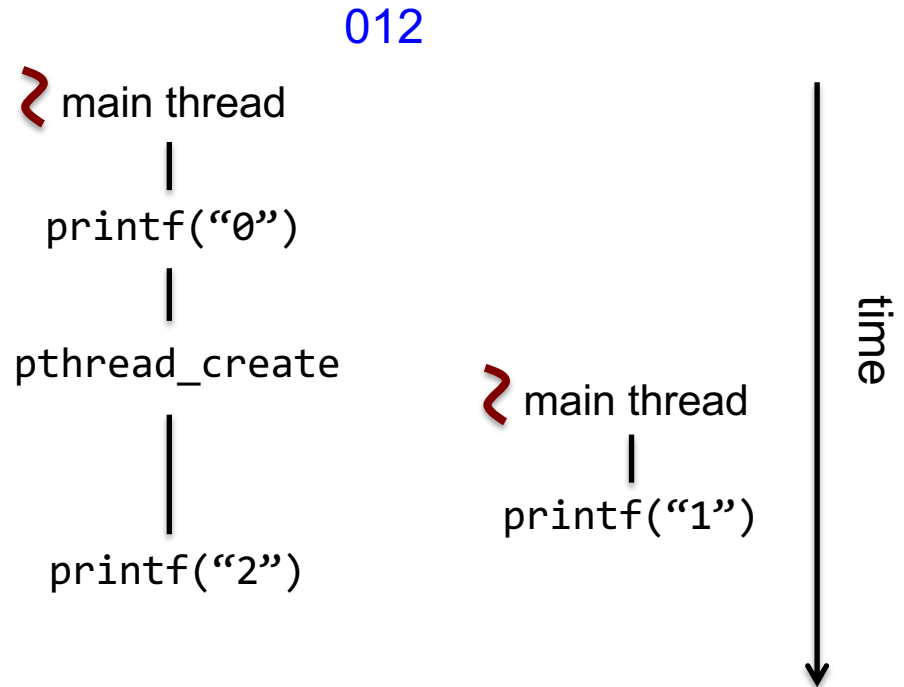 012
main thread
printf(“0”)
pthread_create
main thread
printf(“1”)
printf(“2”)
time